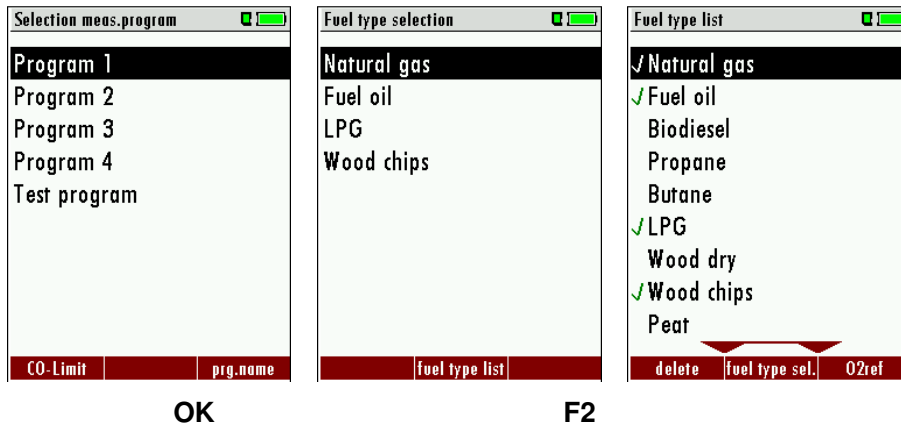 Selection meas.program
Program 1
Program 2
Program 3
Program 4
Test program
CO-Limit prg.name
Fuel type selection
Natural gas
Fuel oil
LPG
Wood chips
fuel type list
Fuel type list
Natural gas
Fuel oil
Biodiesel
Propane
Butane
LPG
Wood dry
Wood chips
Peat
delete fuel type sel. O2ref
OK F2